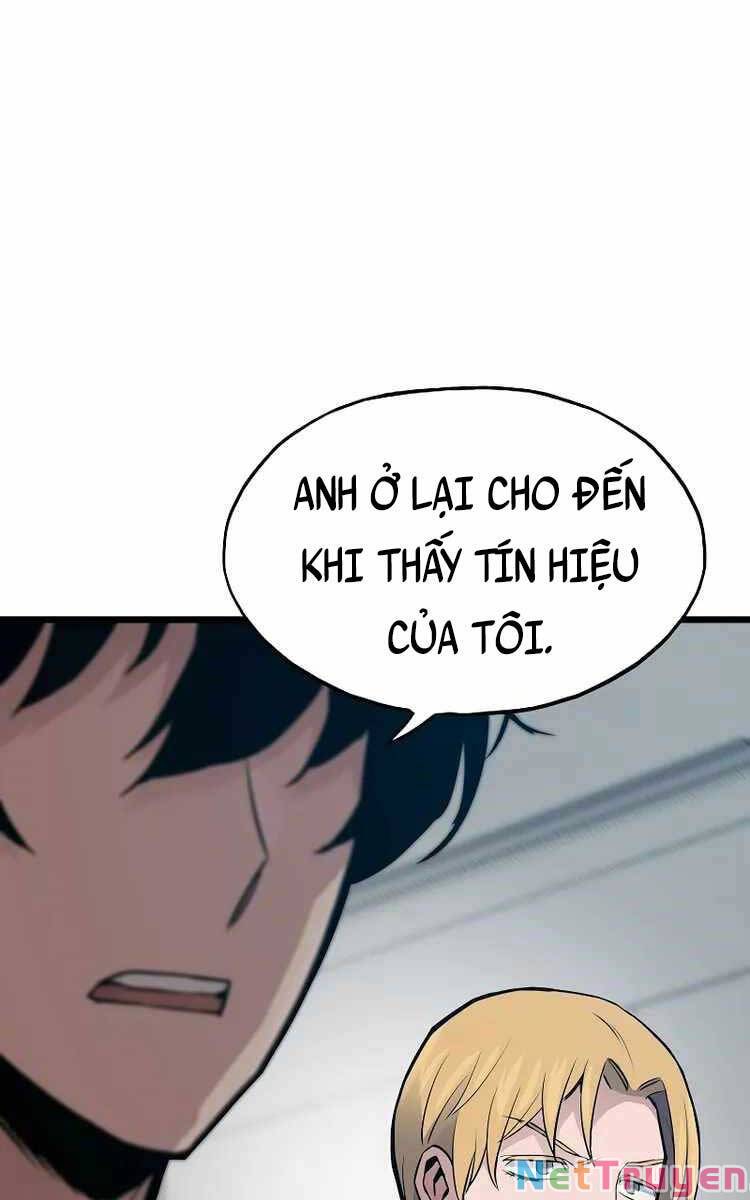 ANH Ở LẠI CHO ĐẾN
KHI THẤY TÍN HIỆU
CỦA TÔI.
NetTruyen